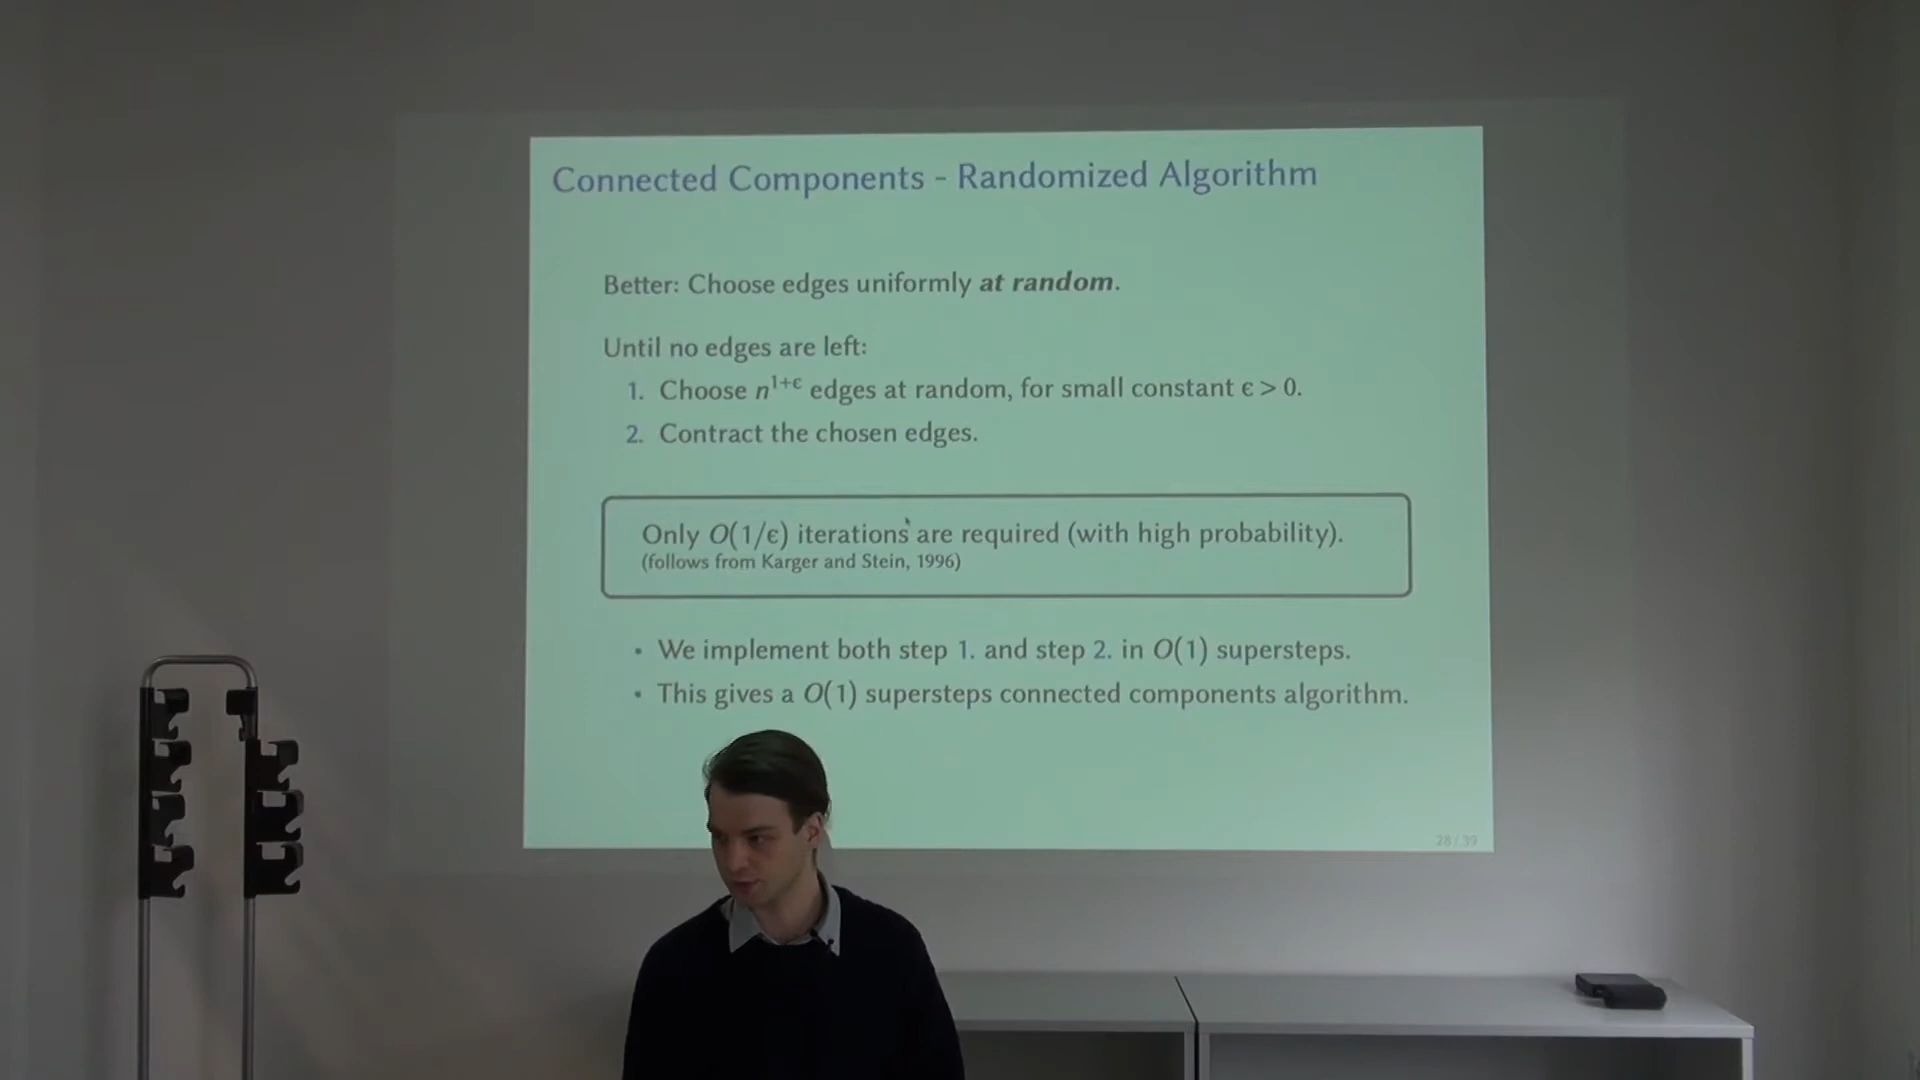 Connected Components - Randomized Algorithm
Better: Choose edges uniformly at random.
Until no edges are left:
1. Choose n^{1+ϵ} edges at random, for small constant ϵ > 0.
2. Contract the chosen edges.
Only O(1/ϵ) iterations are required (with high probability).
(follows from Karger and Stein, 1996)
• We implement both step 1. and step 2. in O(1) supersteps.
• This gives a O(1) supersteps connected components algorithm.
28 / 39